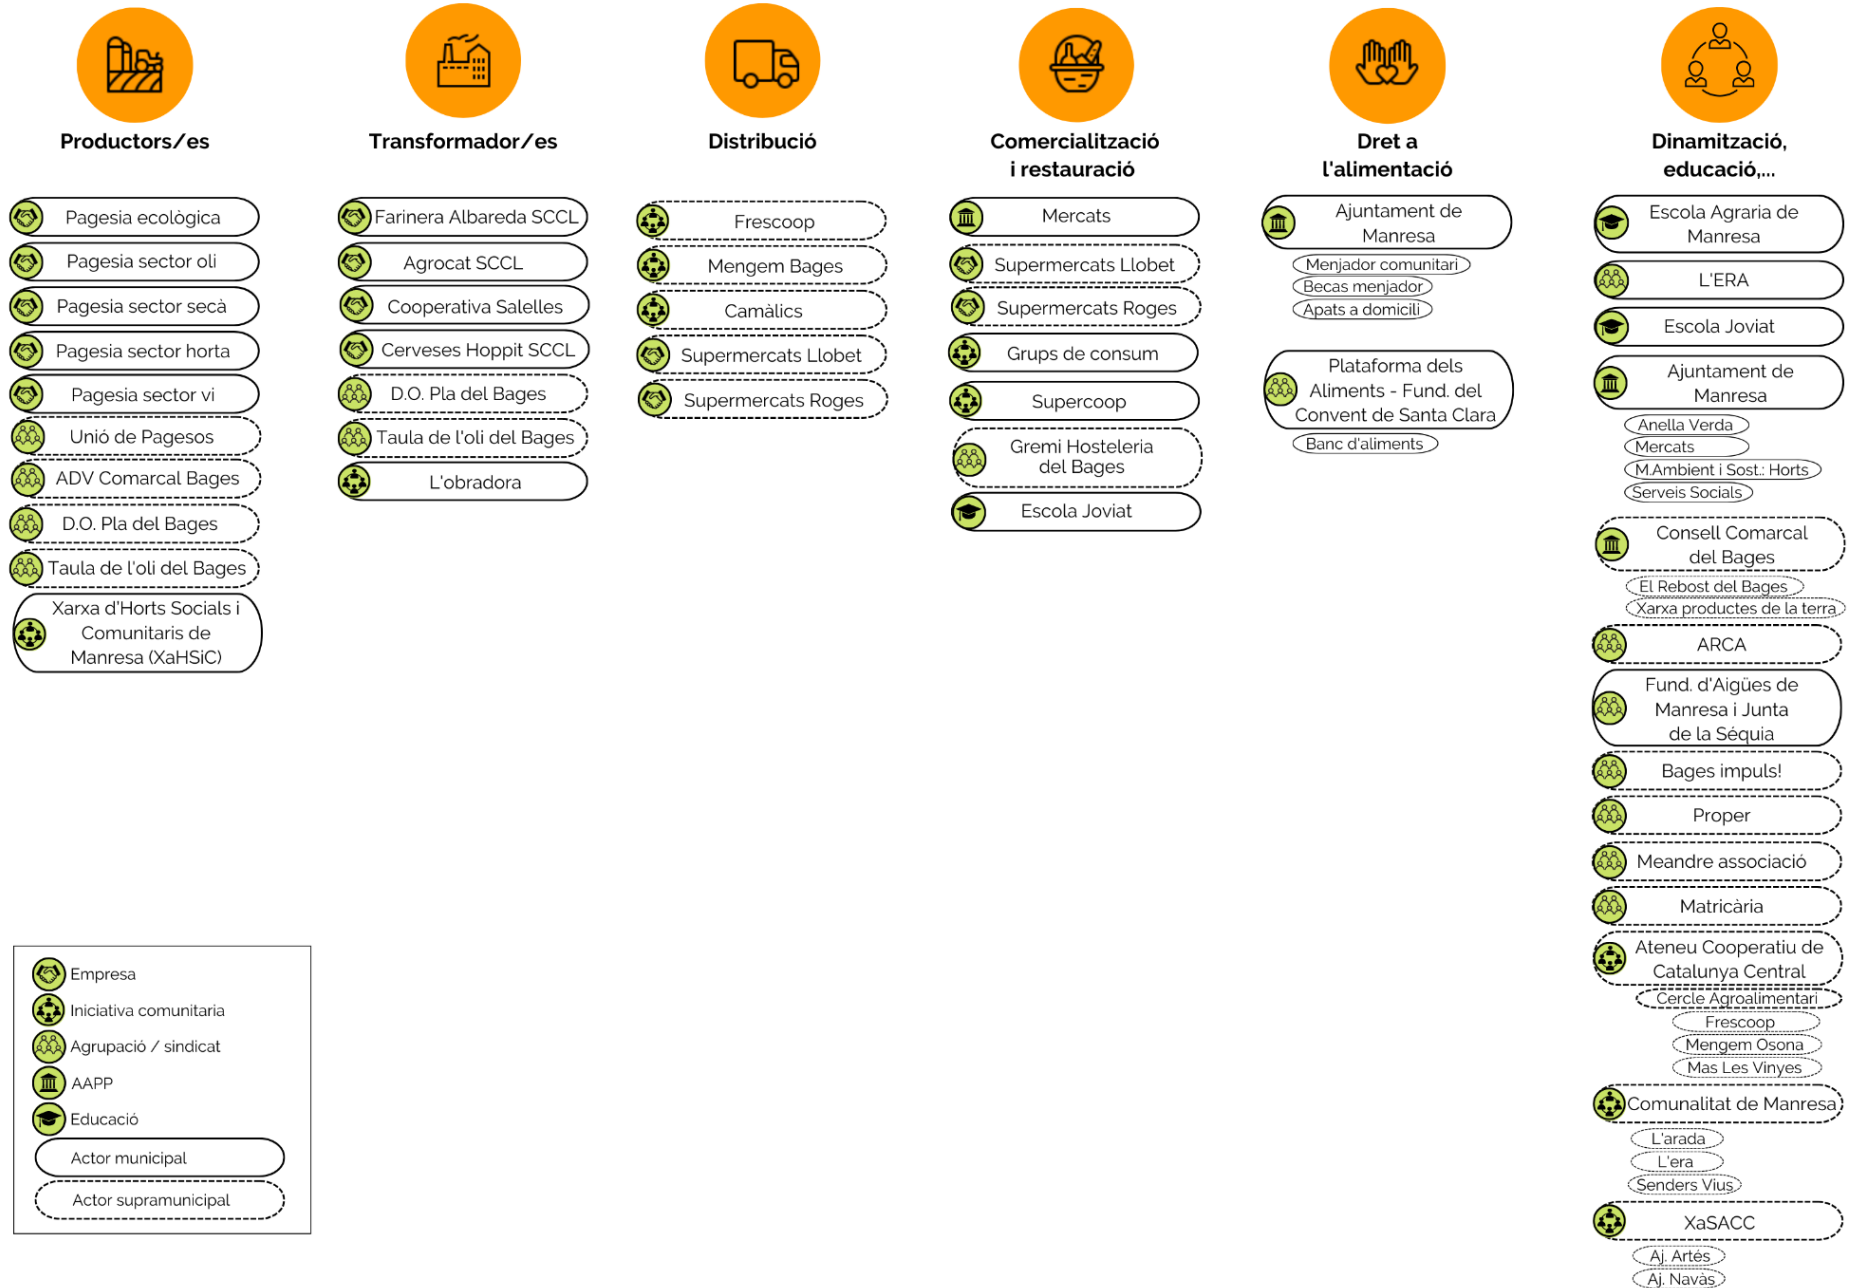 Productors/es
Pagesia ecològica
Pagesia sector oli
Pagesia sector secà
Pagesia sector horta
Pagesia sector vi
Unió de Pagesos
ADV Comarcal Bages
D.O. Pla del Bages
Taula de l'oli del Bages
Xarxa d'Horts Socials i
Comunitaris de
Manresa (XaHSiC)
Transformador/es
Farinera Albareda SCCL
Agrocat SCCL
Cooperativa Salelles
Cerveses Hoppit SCCL
D.O. Pla del Bages
Taula de l'oli del Bages
L'obradora
Distribució
Frescoop
Mengem Bages
Camàlics
Supermercats Llobet
Supermercats Roges
Comercialització
i restauració
Mercats
Supermercats Llobet
Supermercats Roges
Grups de consum
Supercoop
Gremi Hosteleria
del Bages
Escola Joviat
Dret a
l'alimentació
Ajuntament de
Manresa
Menjador comunitari
Becas menjador
Apats a domicili
Plataforma dels
Aliments - Fund. del
Convent de Santa Clara
Banc d'aliments
Dinamització,
educació,...
Escola Agraria de
Manresa
L'ERA
Escola Joviat
Ajuntament de
Manresa
Anella Verda
Mercats
M.Ambient i Sost.: Horts
Serveis Socials
Consell Comarcal
del Bages
El Rebost del Bages
Xarxa productes de la terra
ARCA
Fund. d'Aigües de
Manresa i Junta
de la Séquia
Bages impuls!
Proper
Meandre associació
Matricària
Ateneu Cooperatiu de
Catalunya Central
Cercle Agroalimentari
Frescoop
Mengem Osona
Mas Les Vinyes
Comunalitat de Manresa
L'arada
L'era
Senders Vius
XaSACC
Aj. Artés
Aj. Navàs
Empresa
Iniciativa comunitaria
Agrupació / sindicat
AAPP
Educació
Actor municipal
Actor supramunicipal